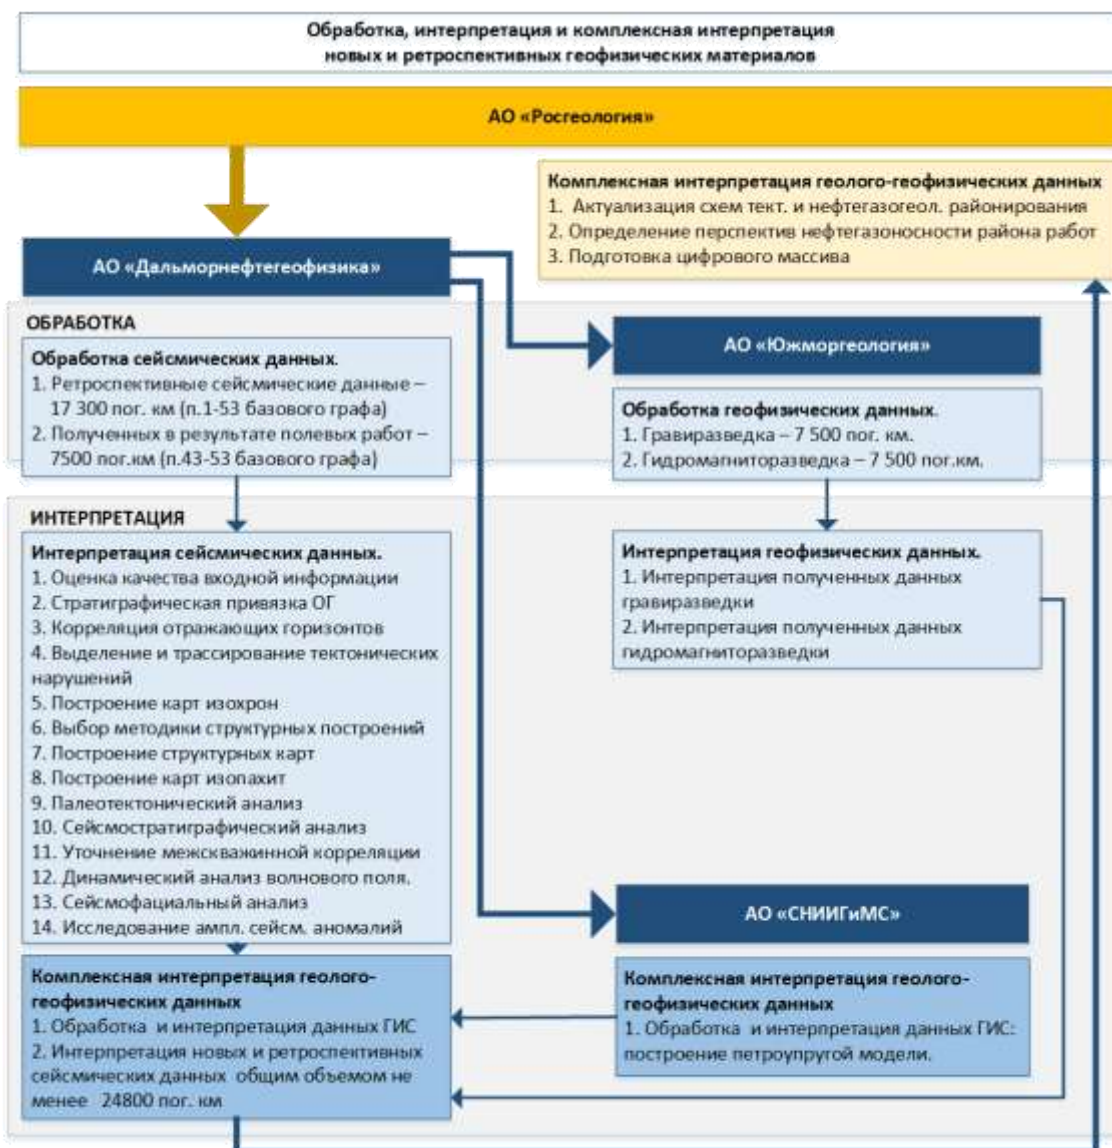 Обработка, интерпретация и комплексная интерпретация
новых и ретроспективных геофизических материалов
АО «Росгеология»
Комплексная интерпретация геолого-геофизических данных
1. Актуализация схем тект. и нефтегазогеол. районирования
2. Определение перспектив нефтегазоносности района работ
3. Подготовка цифрового массива
АО «Дальморнефтегеофизика»
ОБРАБОТКА
Обработка сейсмических данных.
1. Ретроспективные сейсмические данные –
17 300 пог. км (п.1-53 базового графа)
2. Полученных в результате полевых работ –
7500 пог.км (п.43-53 базового графа)
АО «Южморгеология»
Обработка геофизических данных.
1. Гравиразведка – 7 500 пог. км.
2. Гидромагниторазведка – 7 500 пог.км.
ИНТЕРПРЕТАЦИЯ
Интерпретация сейсмических данных.
1. Оценка качества входной информации
2. Стратиграфическая привязка ОГ
3. Корреляция отражающих горизонтов
4. Выделение и трассирование тектонических
нарушений
5. Построение карт изохрон
6. Выбор методики структурных построений
7. Построение структурных карт
8. Построение карт изопахит
9. Палеотектонический анализ
10. Сейсмостратиграфический анализ
11. Уточнение межскважинной корреляции
12. Динамический анализ волнового поля.
13. Сейсмофациальный анализ
14. Исследование ампл. сейсм. аномалий
Интерпретация геофизических данных.
1. Интерпретация полученных данных
гравиразведки
2. Интерпретация полученных данных
гидромагниторазведки
АО «СНИИГиМС»
Комплексная интерпретация геолого-
геофизических данных
1. Обработка и интерпретация данных ГИС
2. Интерпретация новых и ретроспективных
сейсмических данных общим объемом не
менее 24800 пог. км
Комплексная интерпретация геолого-
геофизических данных
1. Обработка и интерпретация данных ГИС:
построение петроупругой модели.